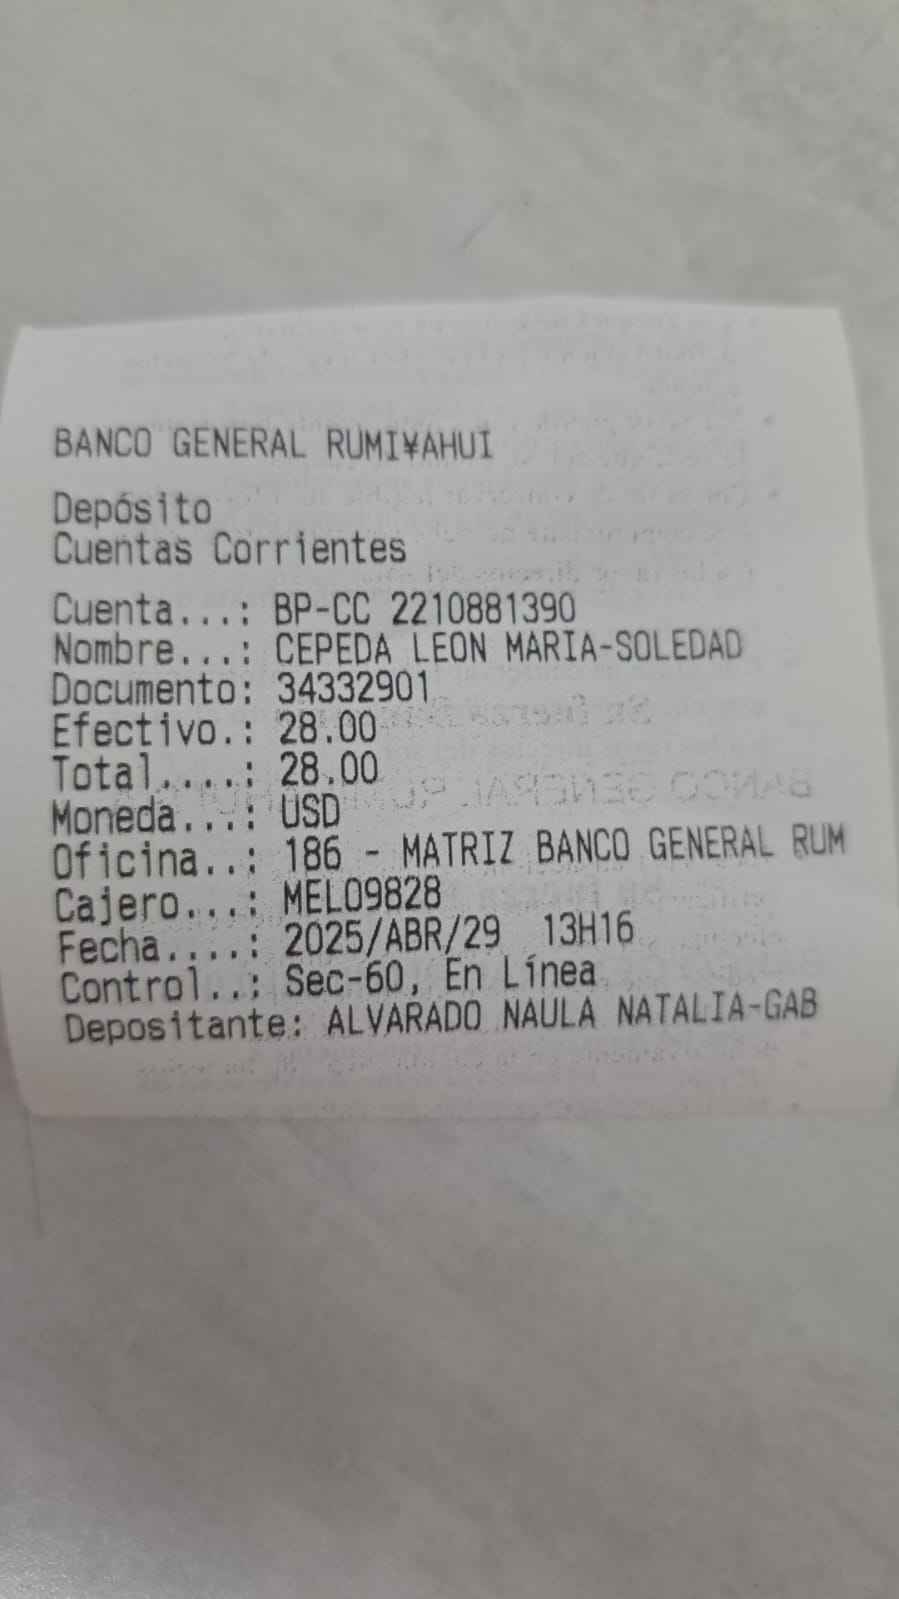 BANCO GENERAL RUMI¥AHUI
Depósito
Cuentas Corrientes
Cuenta...: BP-CC 2210881390
Nombre...: CEPEDA LEON MARIA-SOLEDAD
Documento: 34332901
Efectivo.: 28.00
Total....: 28.00
Moneda...: USD
Oficina..: 186 - MATRIZ BANCO GENERAL RUM
Cajero...: MEL09828
Fecha....: 2025/ABR/29 13H16
Control..: Sec-60, En Línea
Depositante: ALVARADO NAULA NATALIA-GAB